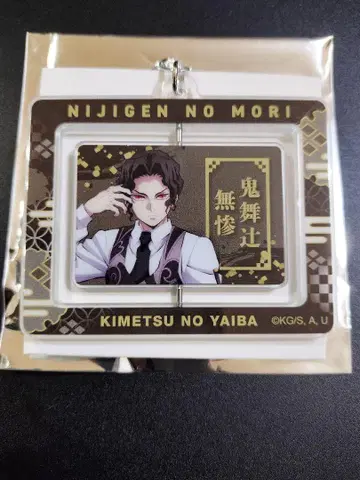 NIJIGEN NO MORI
鬼舞辻
無惨
KIMETSU NO YAIBA
©KG/S, A, U